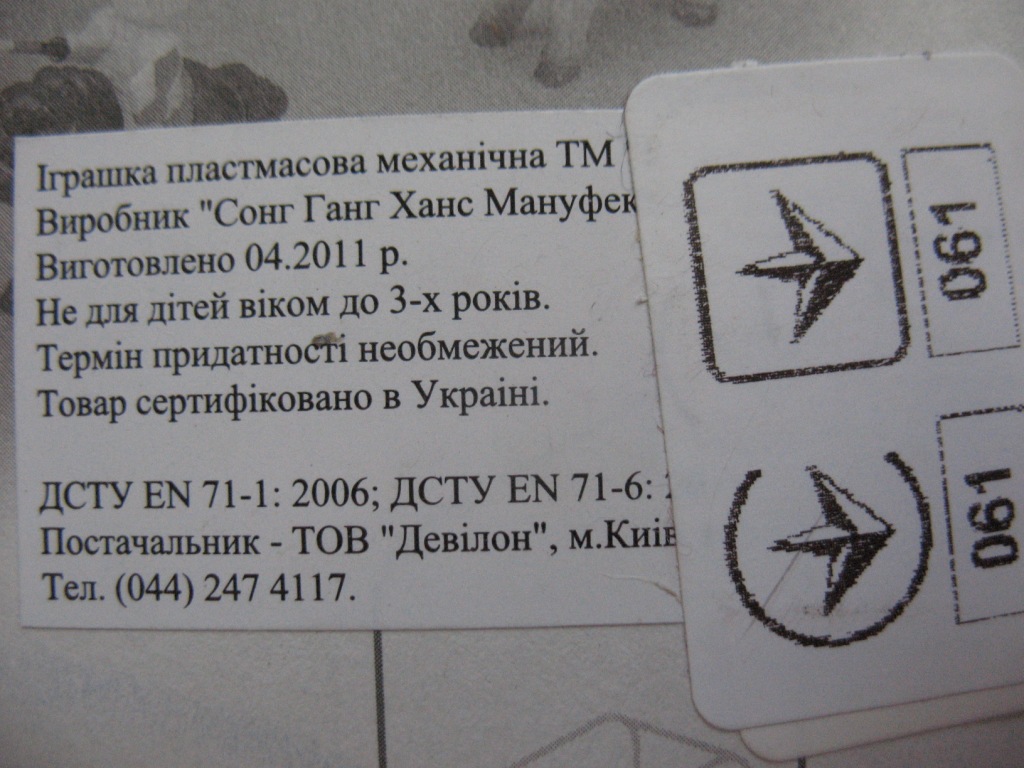 Іграшка пластмасова механічна ТМ
Виробник "Сонг Ганг Ханс Мануфек
Виготовлено 04.2011 р.
Не для дітей віком до 3-х років.
Термін придатності необмежений.
Товар сертифіковано в Украіні.
ДСТУ EN 71-1: 2006; ДСТУ EN 71-6:
Постачальник - ТОВ "Девілон", м.Киів
Тел. (044) 247 4117.
061
061